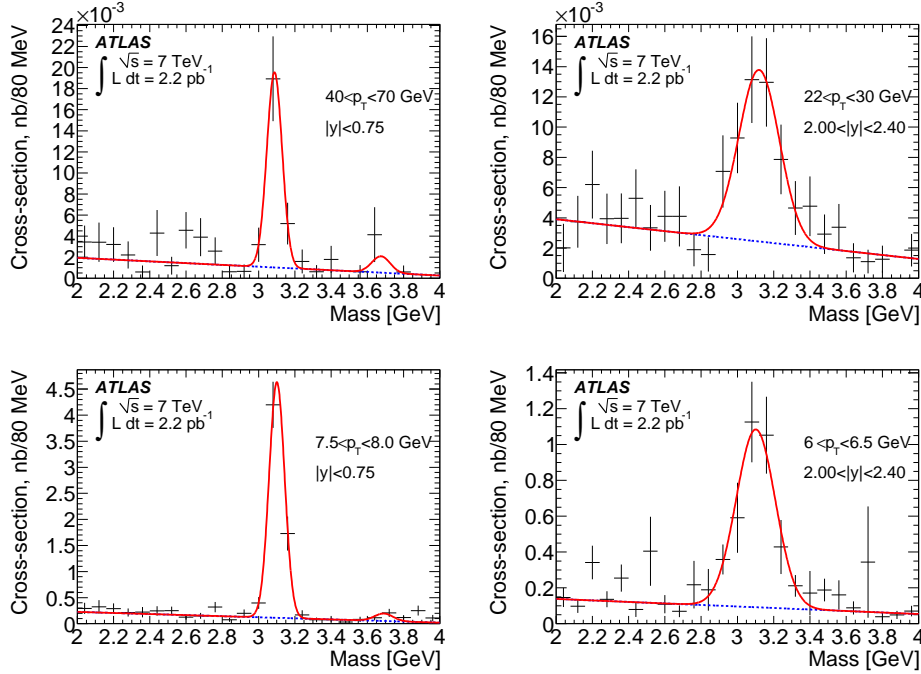 ×10⁻³
Cross-section, nb/80 MeV
24
22
20
18
16
14
12
10
8
6
4
2
0
ATLAS
√s = 7 TeV
∫ L dt = 2.2 pb⁻¹
40<p_T<70 GeV
|y|<0.75
2 2.2 2.4 2.6 2.8 3 3.2 3.4 3.6 3.8 4
Mass [GeV]
×10⁻³
Cross-section, nb/80 MeV
16
14
12
10
8
6
4
2
0
ATLAS
√s = 7 TeV
∫ L dt = 2.2 pb⁻¹
22<p_T<30 GeV
2.00<|y|<2.40
2 2.2 2.4 2.6 2.8 3 3.2 3.4 3.6 3.8 4
Mass [GeV]
Cross-section, nb/80 MeV
4.5
4
3.5
3
2.5
2
1.5
1
0.5
0
ATLAS
√s = 7 TeV
∫ L dt = 2.2 pb⁻¹
7.5<p_T<8.0 GeV
|y|<0.75
2 2.2 2.4 2.6 2.8 3 3.2 3.4 3.6 3.8 4
Mass [GeV]
Cross-section, nb/80 MeV
1.4
1.2
1
0.8
0.6
0.4
0.2
0
ATLAS
√s = 7 TeV
∫ L dt = 2.2 pb⁻¹
6 <p_T<6.5 GeV
2.00<|y|<2.40
2 2.2 2.4 2.6 2.8 3 3.2 3.4 3.6 3.8 4
Mass [GeV]